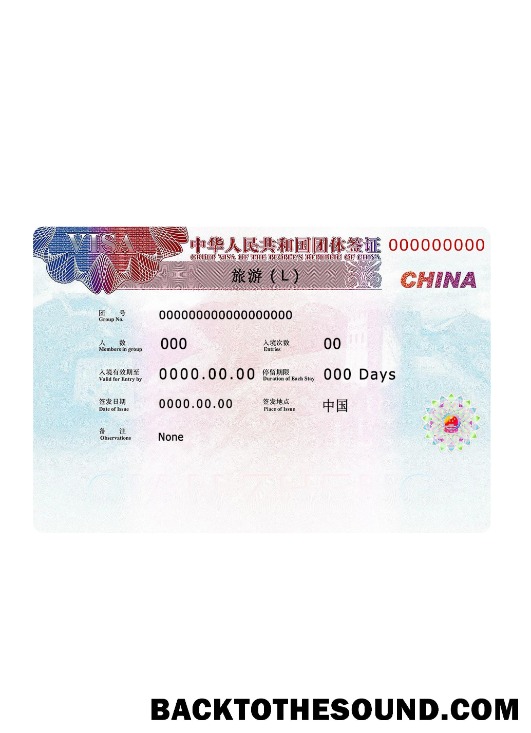 VISA
中华人民共和国团体签证 000000000
GROUP VISA OF THE PEOPLE'S REPUBLIC OF CHINA
旅游 (L)
CHINA
团 号
Group No.
000000000000000000
人 数
Members in group
000
入境次数
Entries
00
入境有效期至
Valid for Entry by
0000.00.00
停留期限
Duration of Each Stay
000 Days
签发日期
Date of Issue
0000.00.00
签发地点
Place of Issue
中国
备 注
Observations
None
BACKTOTHESOUND.COM